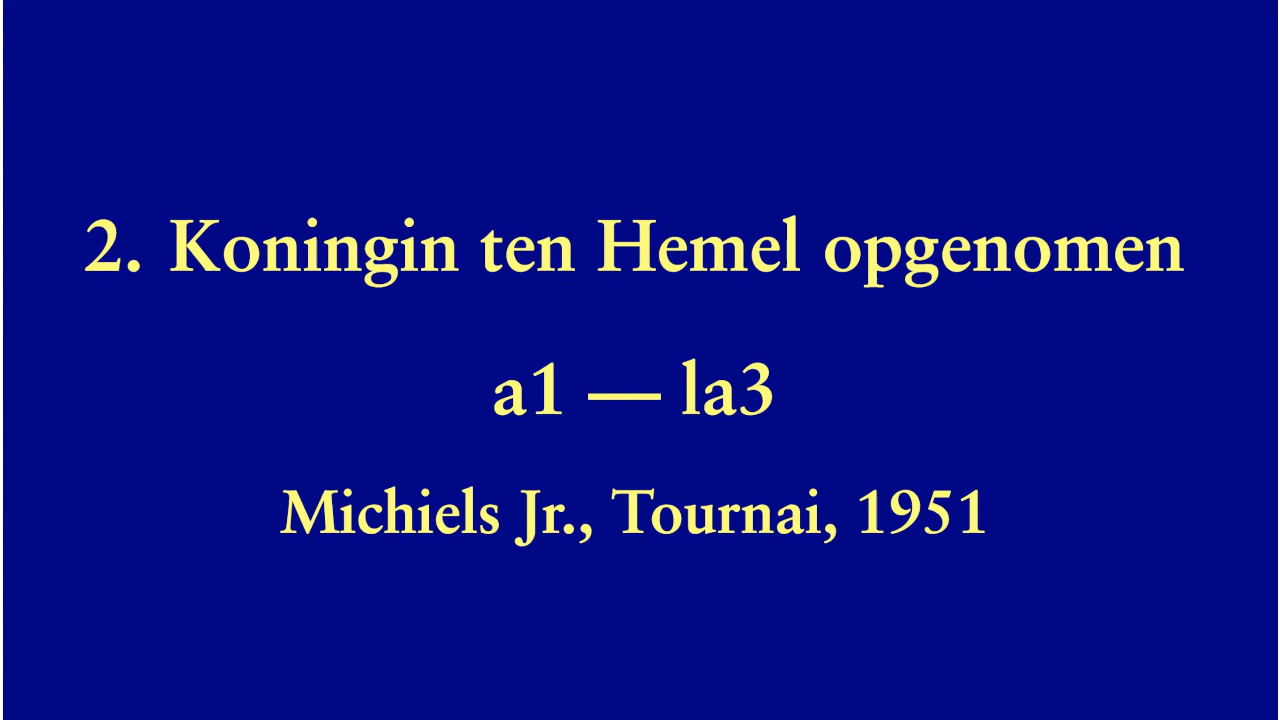 2. Koningin ten Hemel opgenomen
a1 — la3
Michiels Jr., Tournai, 1951